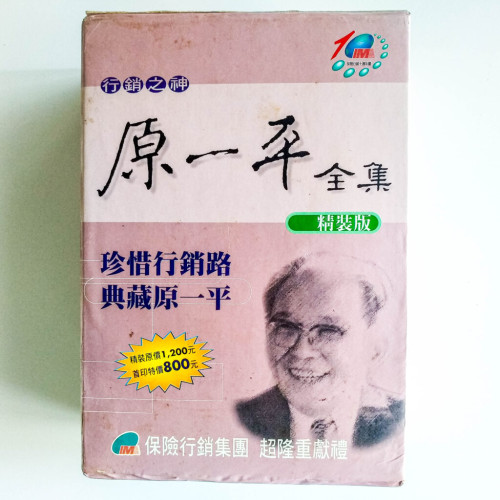 10
IMM
行銷之神
原一平全集
精裝版
珍惜行銷路
典藏原一平
精裝原價1,200元
首印特價800元
保險行銷集團 超隆重獻禮